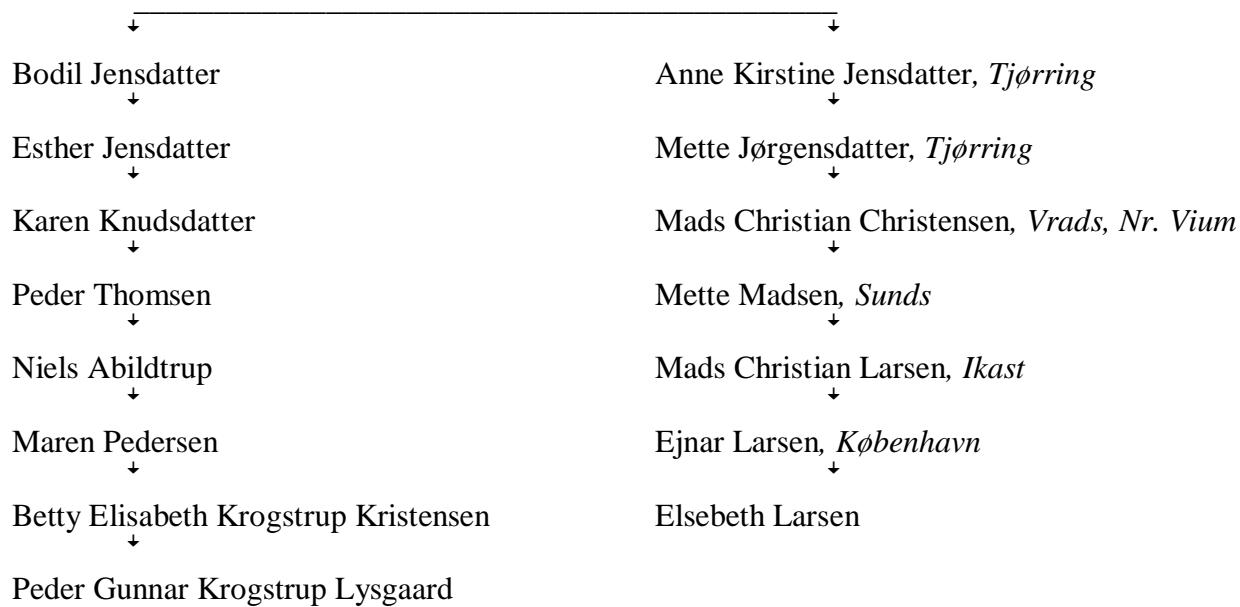 Bodil Jensdatter Anne Kirstine Jensdatter, Tjørring
Esther Jensdatter Mette Jørgensdatter, Tjørring
Karen Knudsdatter Mads Christian Christensen, Vrads, Nr. Vium
Peder Thomsen Mette Madsen, Sunds
Niels Abildtrup Mads Christian Larsen, Ikast
Maren Pedersen Ejnar Larsen, København
Betty Elisabeth Krogstrup Kristensen Elsebeth Larsen
Peder Gunnar Krogstrup Lysgaard